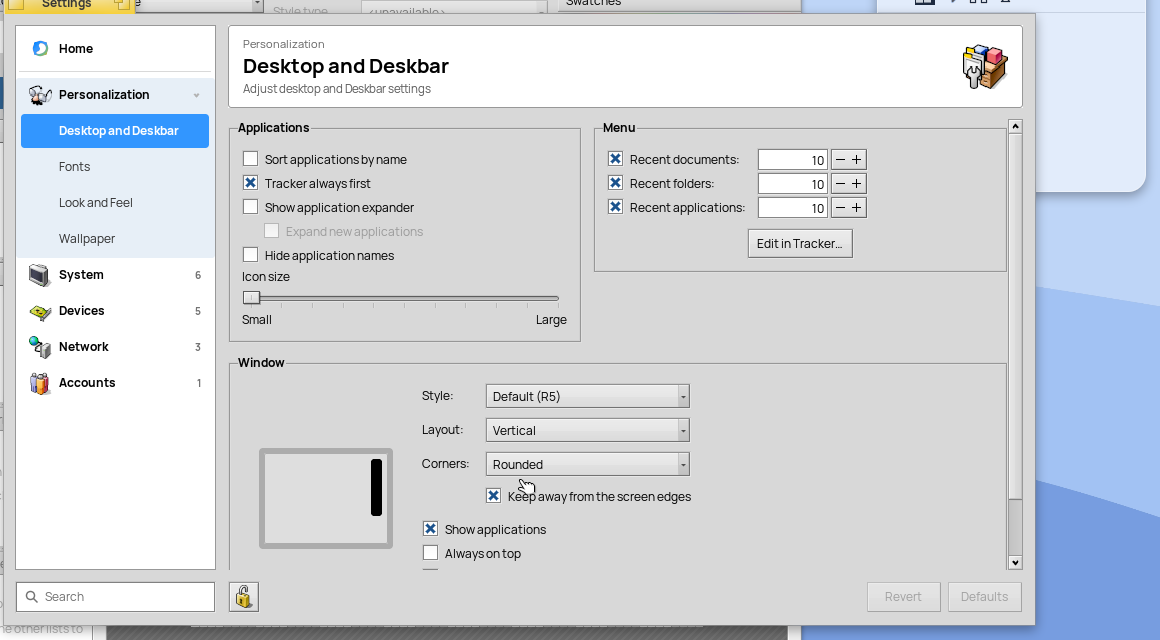 Settings
Style type
<unavailable>
Swatches
Home
Personalization
Desktop and Deskbar
Fonts
Look and Feel
Wallpaper
System 6
Devices 5
Network 3
Accounts 1
Search
Personalization
Desktop and Deskbar
Adjust desktop and Deskbar settings
Applications
Sort applications by name
Tracker always first
Show application expander
Expand new applications
Hide application names
Icon size
Small Large
Menu
Recent documents: 10
Recent folders: 10
Recent applications: 10
Edit in Tracker...
Window
Style: Default (R5)
Layout: Vertical
Corners: Rounded
Keep away from the screen edges
Show applications
Always on top
Revert
Defaults
other lists to